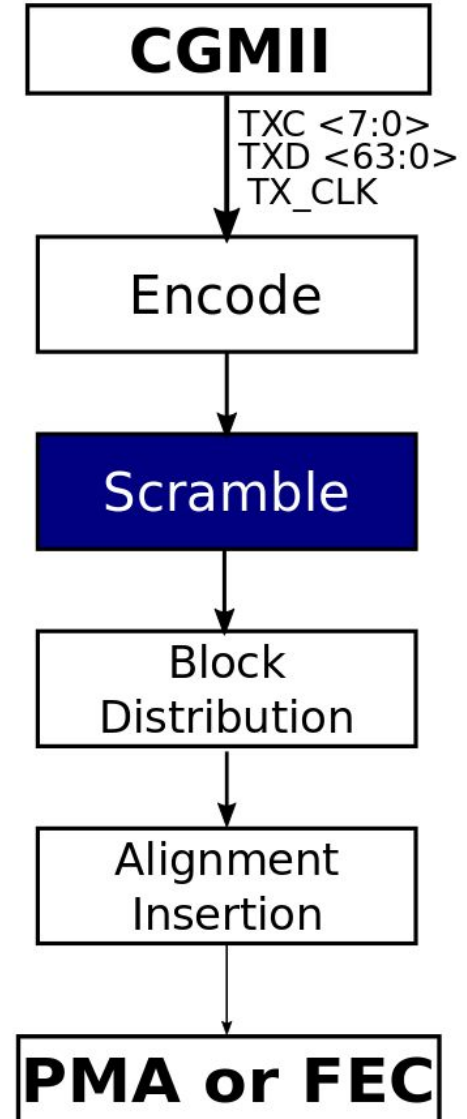 CGMII
TXC <7:0>
TXD <63:0>
TX_CLK
Encode
Scramble
Block
Distribution
Alignment
Insertion
PMA or FEC